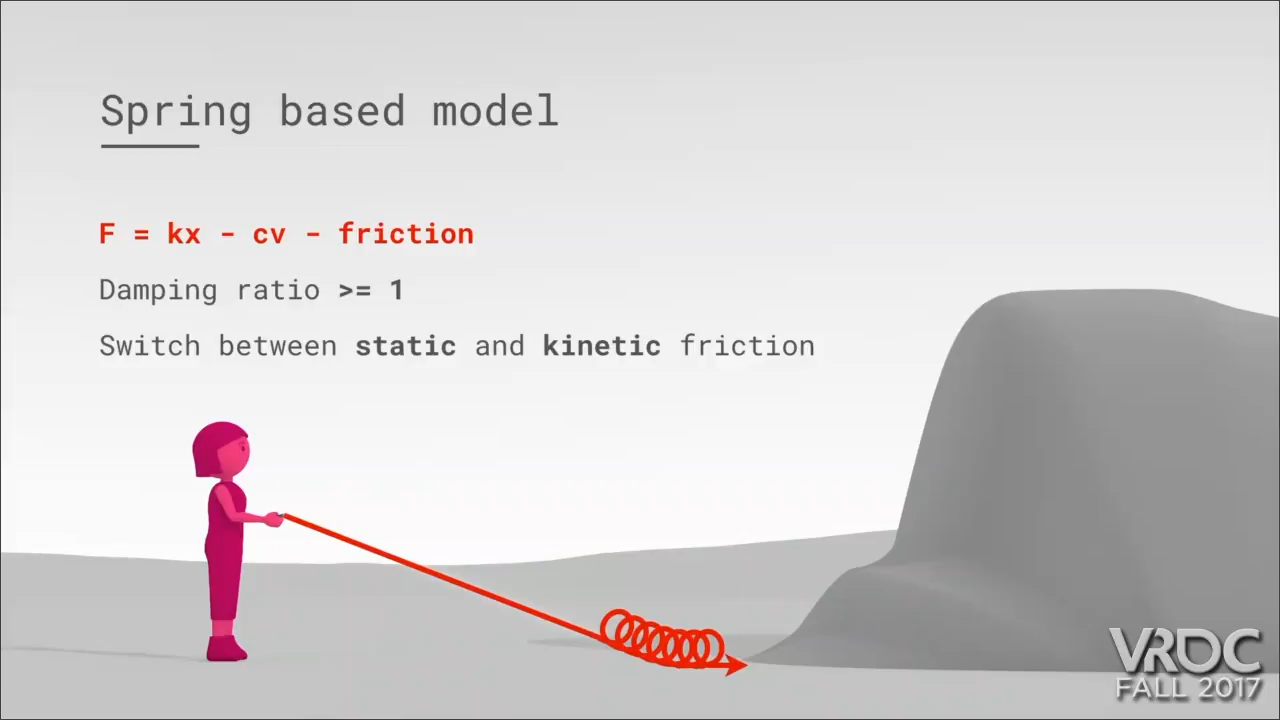 Spring based model
F = kx - cv - friction
Damping ratio >= 1
Switch between static and kinetic friction
VRDC
FALL 2017